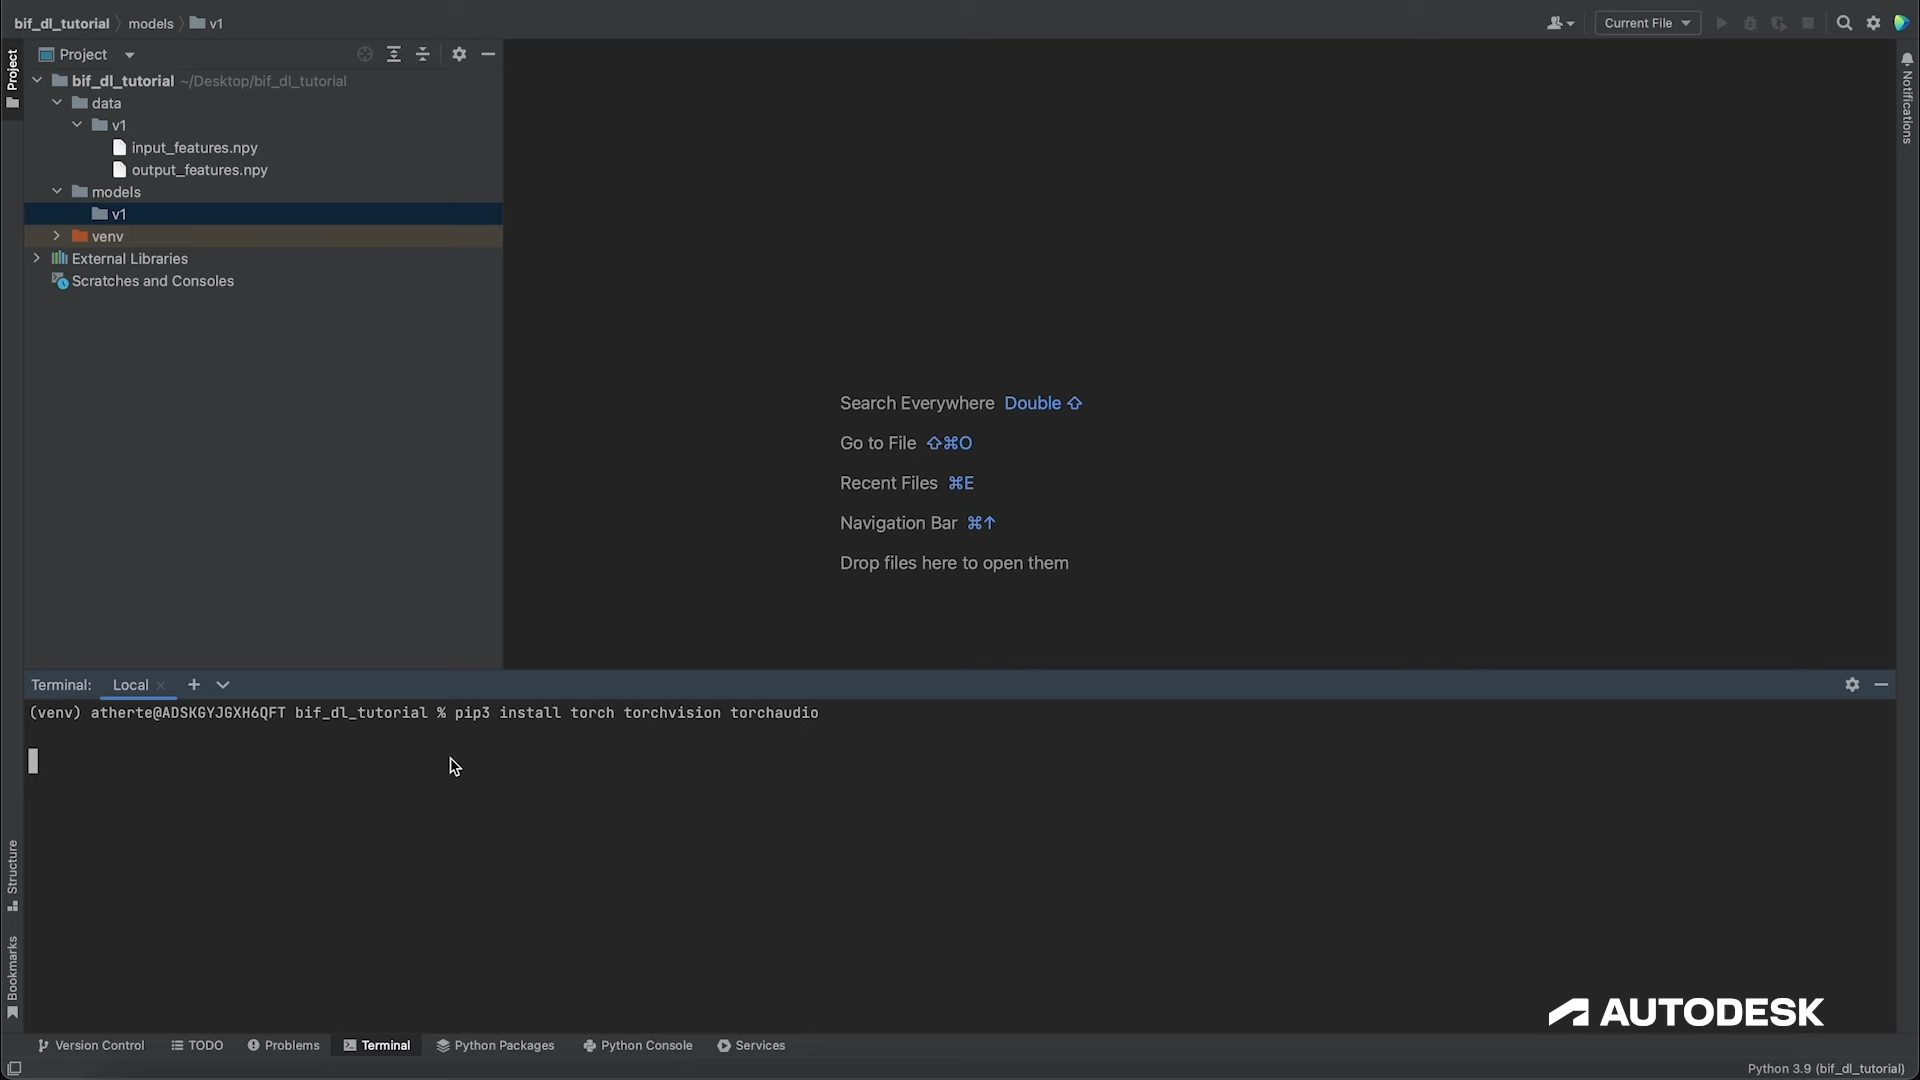 bif_dl_tutorial models v1
Current File
Project
Project
bif_dl_tutorial ~/Desktop/bif_dl_tutorial
data
v1
input_features.npy
output_features.npy
models
v1
venv
External Libraries
Scratches and Consoles
Notifications
Search Everywhere Double ⇧
Go to File ⇧⌘O
Recent Files ⌘E
Navigation Bar ⌘↑
Drop files here to open them
Terminal: Local
(venv) atherte@ADSKGYJGXH6QFT bif_dl_tutorial % pip3 install torch torchvision torchaudio
Structure
Bookmarks
AUTODESK
Version Control TODO Problems Terminal Python Packages Python Console Services
Python 3.9 (bif_dl_tutorial)